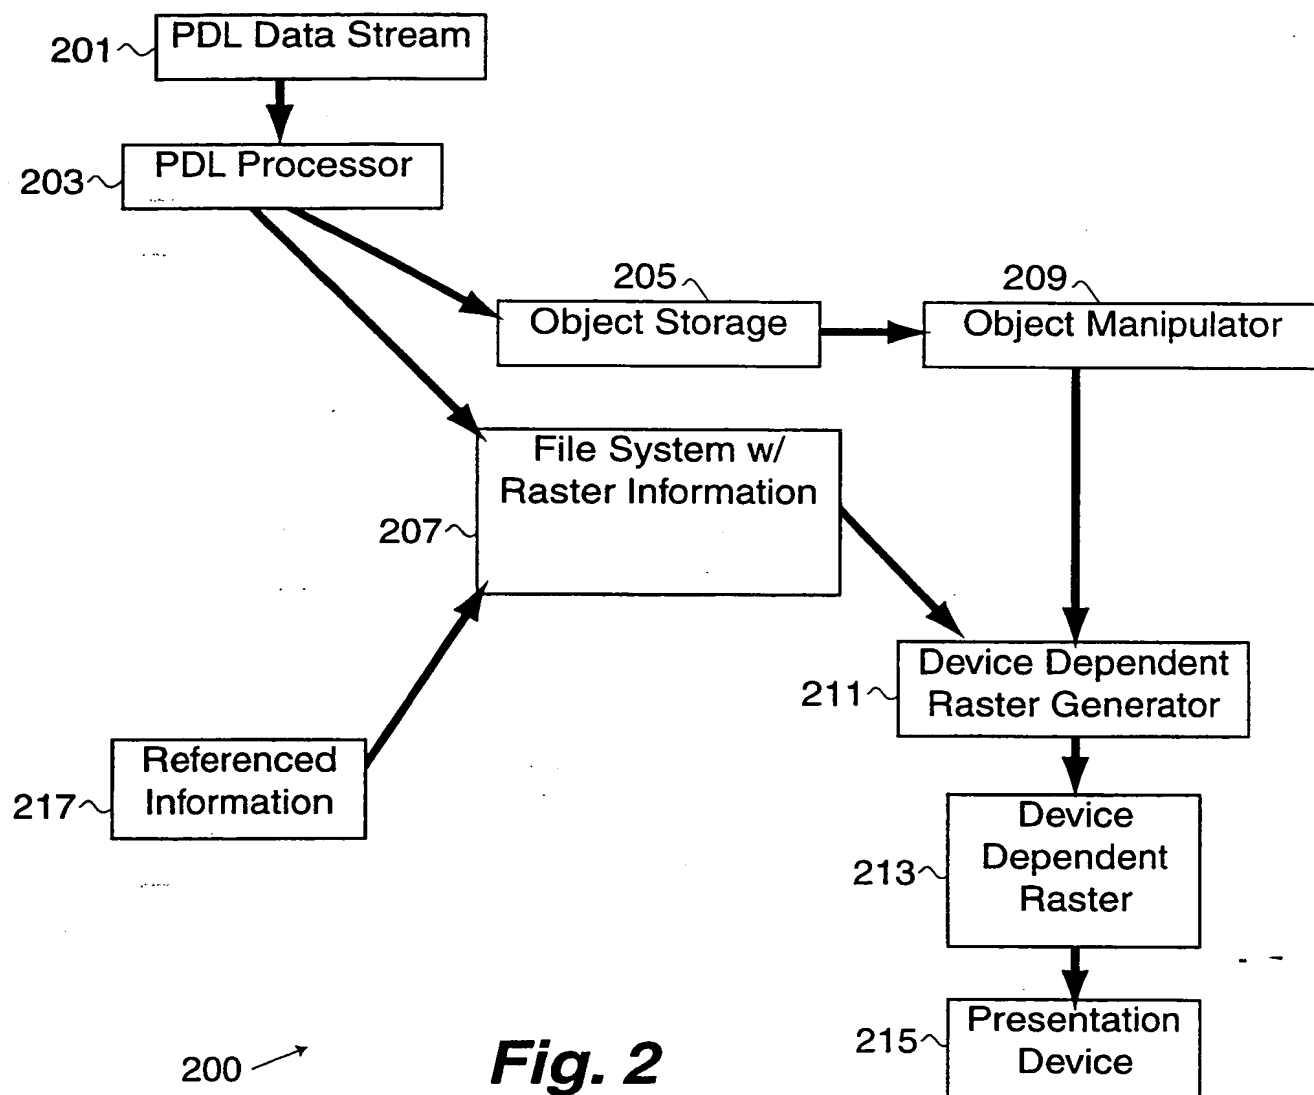 201
PDL Data Stream
203
PDL Processor
205
Object Storage
209
Object Manipulator
207
File System w/
Raster Information
211
Device Dependent
Raster Generator
217
Referenced
Information
213
Device
Dependent
Raster
215
Presentation
Device
200
Fig. 2